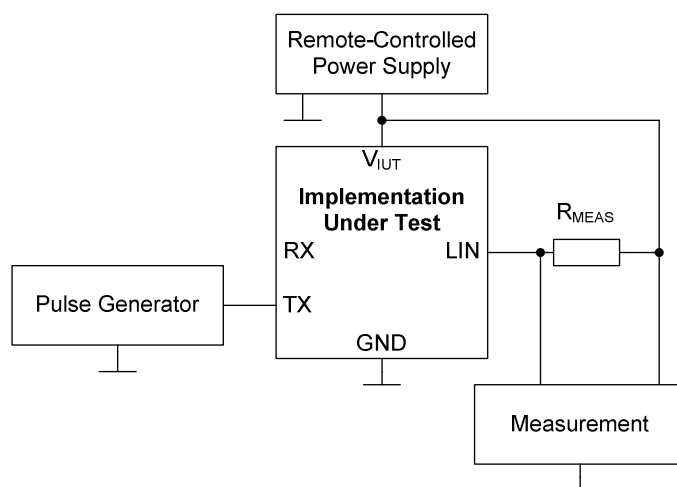 Remote-Controlled
Power Supply
VIUT
Implementation
Under Test
RMEAS
RX
LIN
Pulse Generator
TX
GND
Measurement